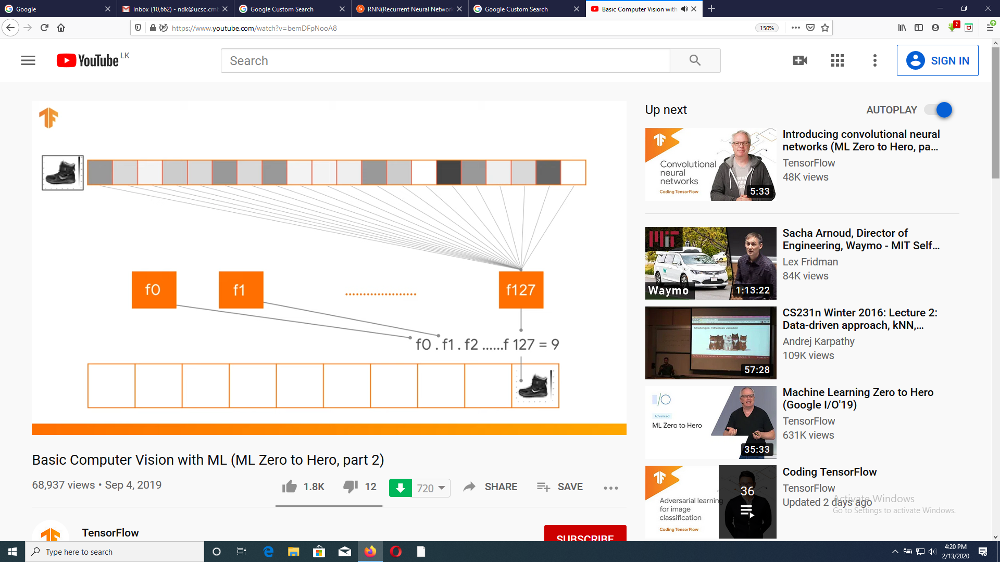 Google
Inbox (10,662) - ndk@ucsc.cmb
Google Custom Search
RNN(Recurrent Neural Network
Google Custom Search
Basic Computer Vision with
https://www.youtube.com/watch?v=bemDFpNooA8
150%
YouTube LK
Search
SIGN IN
f0
f1
f127
f0 . f1 . f2 ......f 127 = 9
Basic Computer Vision with ML (ML Zero to Hero, part 2)
68,937 views • Sep 4, 2019
1.8K
12
720
SHARE
SAVE
TensorFlow
SUBSCRIBE
Up next
AUTOPLAY
Convolutional
neural
networks
Coding TensorFlow
5:33
Introducing convolutional neural
networks (ML Zero to Hero, pa...
TensorFlow
48K views
MIT
Waymo
1:13:22
Sacha Arnoud, Director of
Engineering, Waymo - MIT Self...
Lex Fridman
84K views
Challenges: Intraclass variation
57:28
CS231n Winter 2016: Lecture 2:
Data-driven approach, kNN,...
Andrej Karpathy
109K views
I/O
Advanced
ML Zero to Hero
35:33
Machine Learning Zero to Hero
(Google I/O'19)
TensorFlow
631K views
Adversarial learning
for image
classification
Coding TensorFlow
36
Coding TensorFlow
TensorFlow
Updated 2 days ago
Activate Windows
Go to Settings to activate Windows.
Type here to search
4:20 PM
2/13/2020